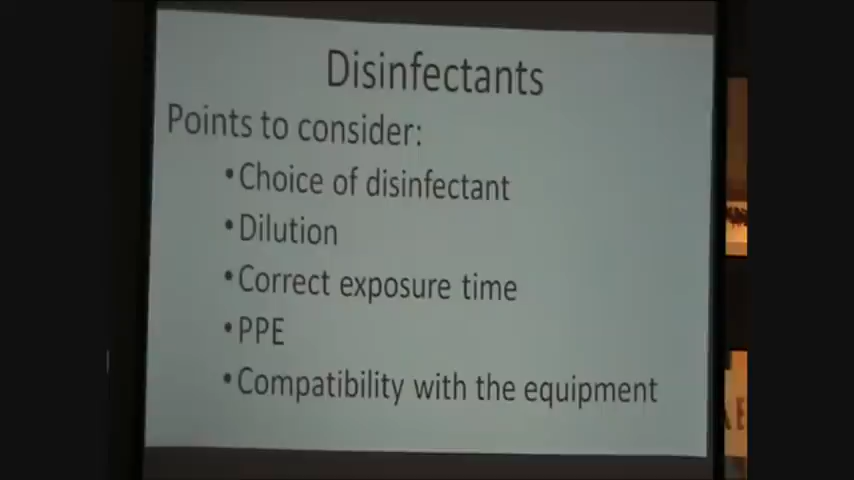 Disinfectants
Points to consider:
•Choice of disinfectant
•Dilution
•Correct exposure time
•PPE
•Compatibility with the equipment